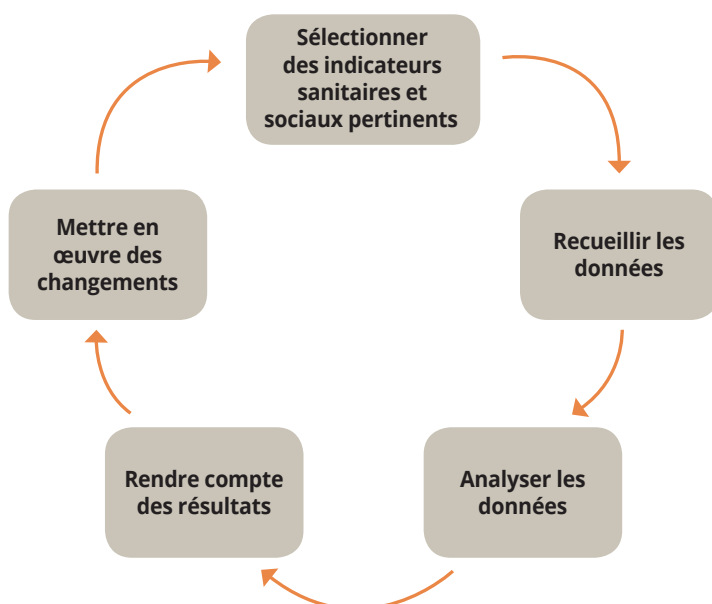 Sélectionner
des indicateurs
sanitaires et
sociaux pertinents
Recueillir les
données
Analyser les
données
Rendre compte
des résultats
Mettre en
œuvre des
changements